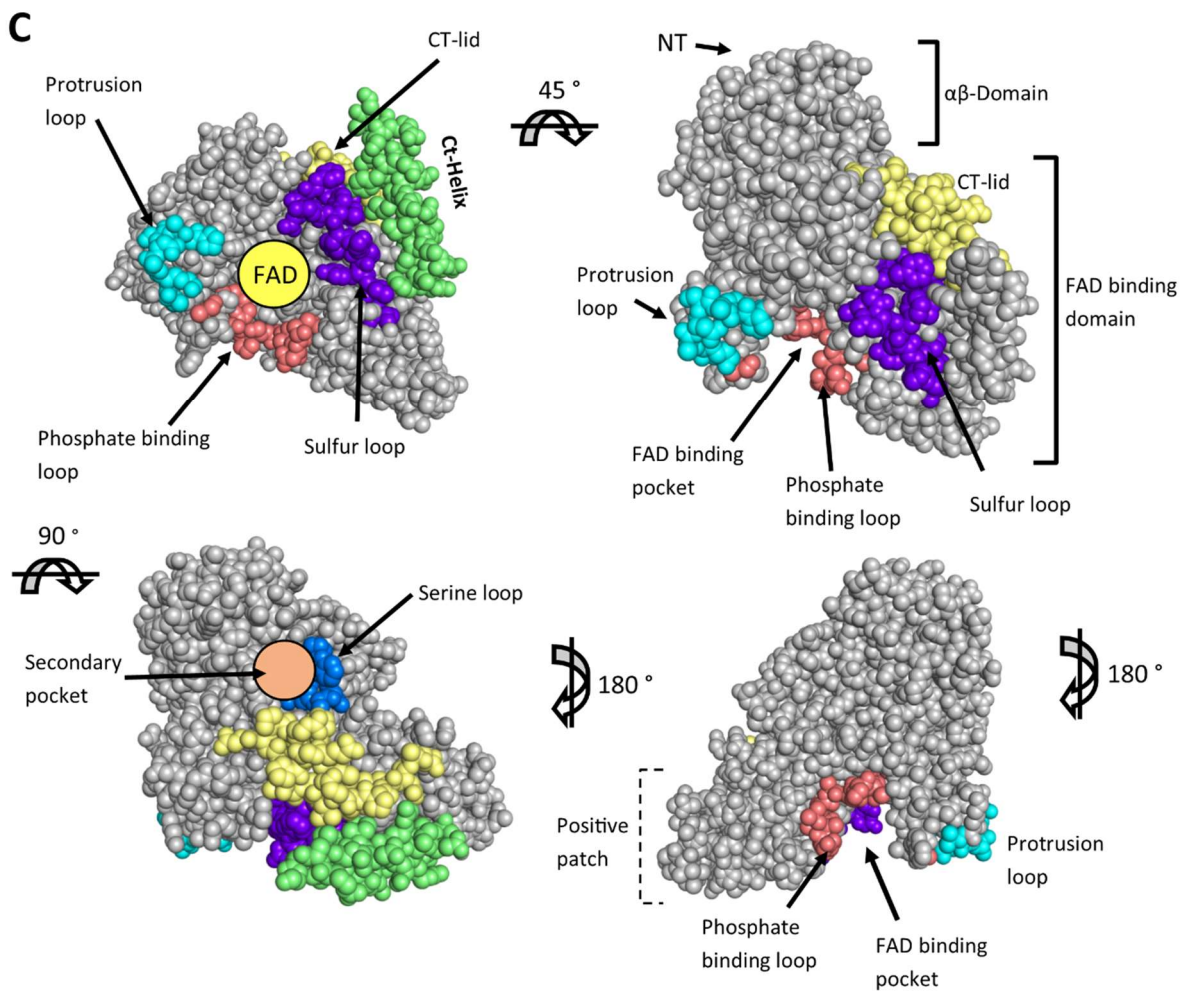 C
CT-lid
Protrusion
loop
Ct-Helix
FAD
Phosphate binding
loop
Sulfur loop
45 °
NT
αβ-Domain
CT-lid
Protrusion
loop
FAD binding
domain
FAD binding
pocket
Phosphate
binding loop
Sulfur loop
90 °
Serine loop
Secondary
pocket
180 °
180 °
Positive
patch
Protrusion
loop
Phosphate
binding loop
FAD binding
pocket